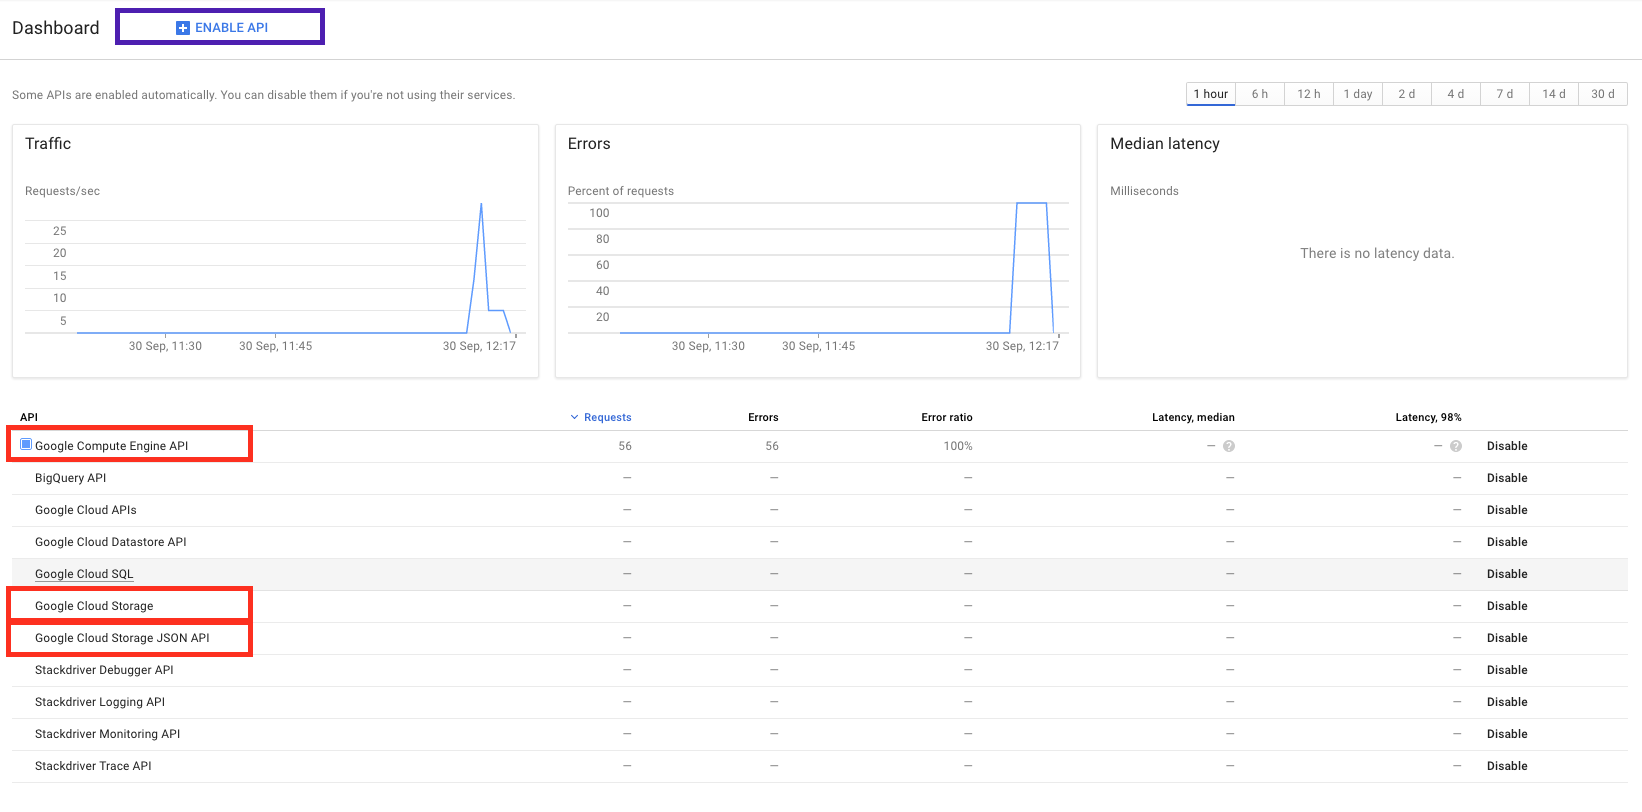 Dashboard ENABLE API
Some APIs are enabled automatically. You can disable them if you're not using their services.
1 hour 6 h 12 h 1 day 2 d 4 d 7 d 14 d 30 d
Traffic
Requests/sec
25
20
15
10
5
30 Sep, 11:30 30 Sep, 11:45 30 Sep, 12:17
Errors
Percent of requests
100
80
60
40
20
30 Sep, 11:30 30 Sep, 11:45 30 Sep, 12:17
Median latency
Milliseconds
There is no latency data.
API Requests Errors Error ratio Latency, median Latency, 98%
Google Compute Engine API 56 56 100% — ? — ? Disable
BigQuery API — — — — — Disable
Google Cloud APIs — — — — — Disable
Google Cloud Datastore API — — — — — Disable
Google Cloud SQL — — — — — Disable
Google Cloud Storage — — — — — Disable
Google Cloud Storage JSON API — — — — — Disable
Stackdriver Debugger API — — — — — Disable
Stackdriver Logging API — — — — — Disable
Stackdriver Monitoring API — — — — — Disable
Stackdriver Trace API — — — — — Disable